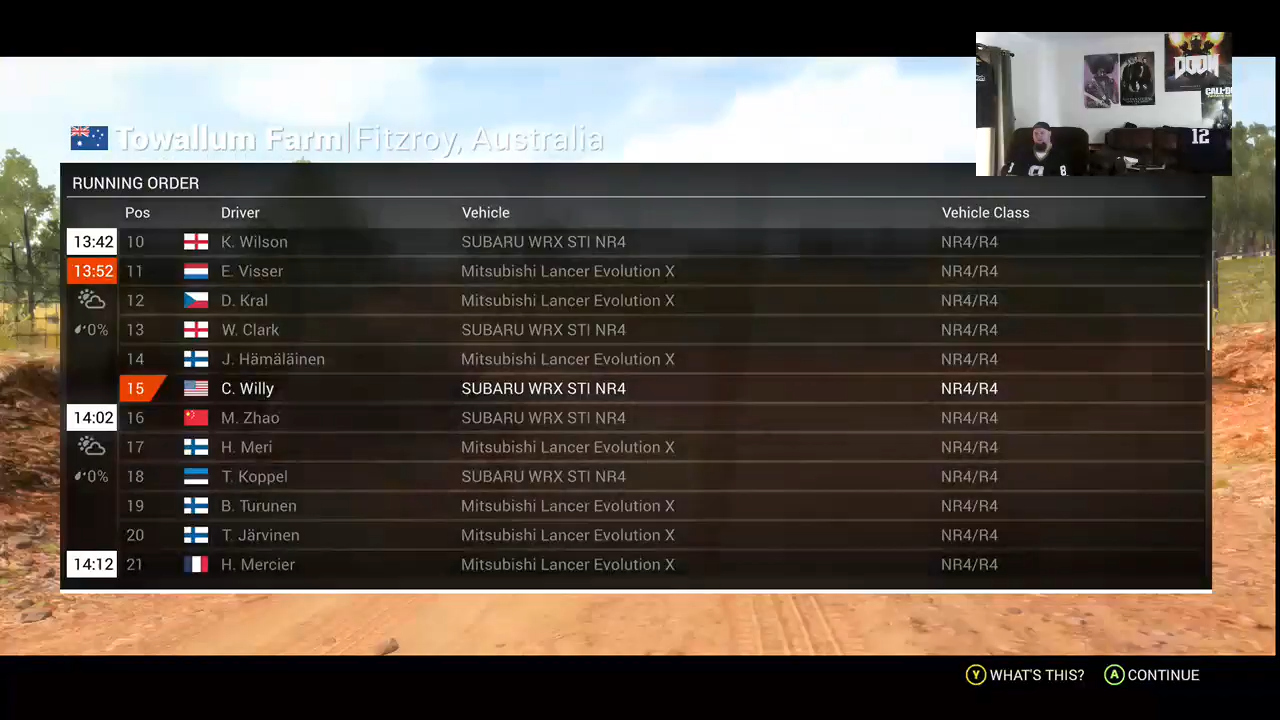 DOOM
CALL OF
12
Towallum Farm | Fitzroy, Australia
RUNNING ORDER
Pos Driver Vehicle Vehicle Class
13:42 10 K. Wilson SUBARU WRX STI NR4 NR4/R4
13:52 11 E. Visser Mitsubishi Lancer Evolution X NR4/R4
12 D. Kral Mitsubishi Lancer Evolution X NR4/R4
0% 13 W. Clark SUBARU WRX STI NR4 NR4/R4
14 J. Hämäläinen Mitsubishi Lancer Evolution X NR4/R4
15 C. Willy SUBARU WRX STI NR4 NR4/R4
14:02 16 M. Zhao SUBARU WRX STI NR4 NR4/R4
17 H. Meri Mitsubishi Lancer Evolution X NR4/R4
0% 18 T. Koppel SUBARU WRX STI NR4 NR4/R4
19 B. Turunen Mitsubishi Lancer Evolution X NR4/R4
20 T. Järvinen Mitsubishi Lancer Evolution X NR4/R4
14:12 21 H. Mercier Mitsubishi Lancer Evolution X NR4/R4
Y WHAT'S THIS? A CONTINUE